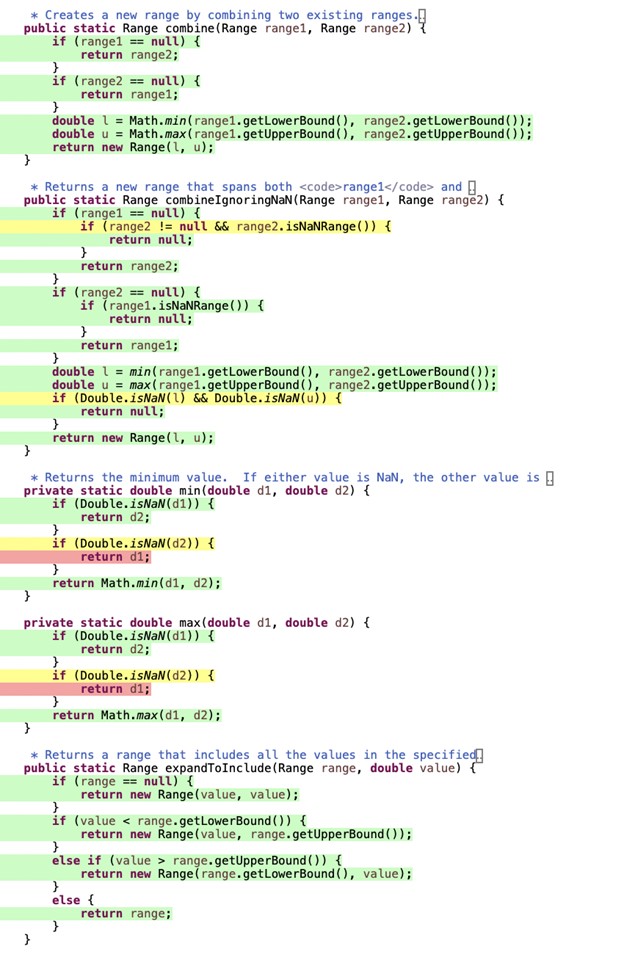 * Creates a new range by combining two existing ranges..
public static Range combine(Range range1, Range range2) {
if (range1 == null) {
return range2;
}
if (range2 == null) {
return range1;
}
double l = Math.min(range1.getLowerBound(), range2.getLowerBound());
double u = Math.max(range1.getUpperBound(), range2.getUpperBound());
return new Range(l, u);
}
* Returns a new range that spans both <code>range1</code> and ..
public static Range combineIgnoringNaN(Range range1, Range range2) {
if (range1 == null) {
if (range2 != null && range2.isNaNRange()) {
return null;
}
return range2;
}
if (range2 == null) {
if (range1.isNaNRange()) {
return null;
}
return range1;
}
double l = min(range1.getLowerBound(), range2.getLowerBound());
double u = max(range1.getUpperBound(), range2.getUpperBound());
if (Double.isNaN(l) && Double.isNaN(u)) {
return null;
}
return new Range(l, u);
}
* Returns the minimum value.  If either value is NaN, the other value is ..
private static double min(double d1, double d2) {
if (Double.isNaN(d1)) {
return d2;
}
if (Double.isNaN(d2)) {
return d1;
}
return Math.min(d1, d2);
}
private static double max(double d1, double d2) {
if (Double.isNaN(d1)) {
return d2;
}
if (Double.isNaN(d2)) {
return d1;
}
return Math.max(d1, d2);
}
* Returns a range that includes all the values in the specified..
public static Range expandToInclude(Range range, double value) {
if (range == null) {
return new Range(value, value);
}
if (value < range.getLowerBound()) {
return new Range(value, range.getUpperBound());
}
else if (value > range.getUpperBound()) {
return new Range(range.getLowerBound(), value);
}
else {
return range;
}
}